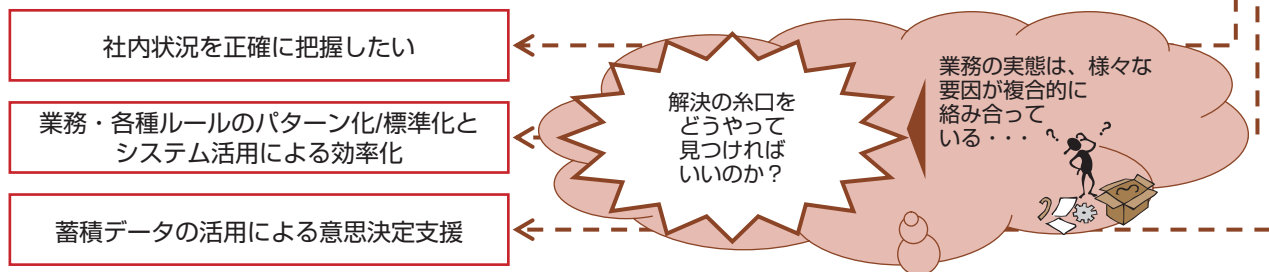 社内状況を正確に把握したい
業務・各種ルールのパターン化/標準化と
システム活用による効率化
蓄積データの活用による意思決定支援
解決の糸口を
どうやって
見つければ
いいのか？
業務の実態は、様々な
要因が複合的に
絡み合って
いる・・・
? ?